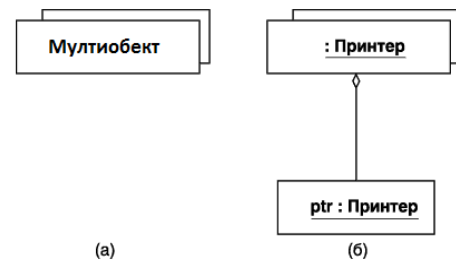 Мултиобект
: Принтер
ptr : Принтер
(а)
(б)